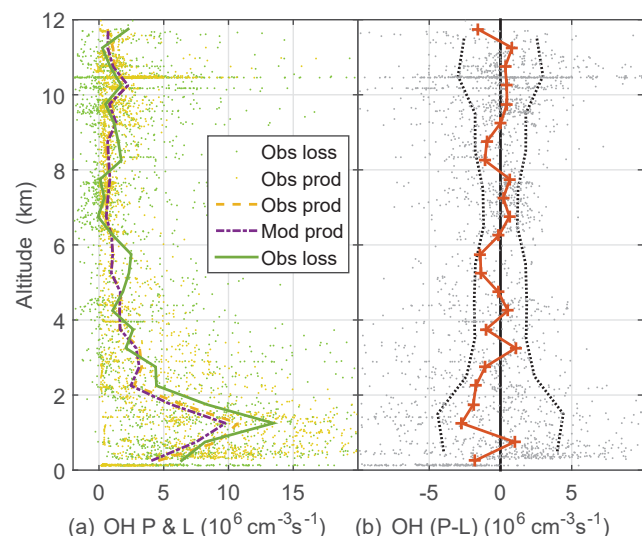 12
10
8
6
4
2
0
Altitude (km)
Obs loss
Obs prod
Obs prod
Mod prod
Obs loss
0 5 10 15
-5 0 5
(a) OH P & L (10⁶ cm⁻³s⁻¹)
(b) OH (P-L) (10⁶ cm⁻³s⁻¹)